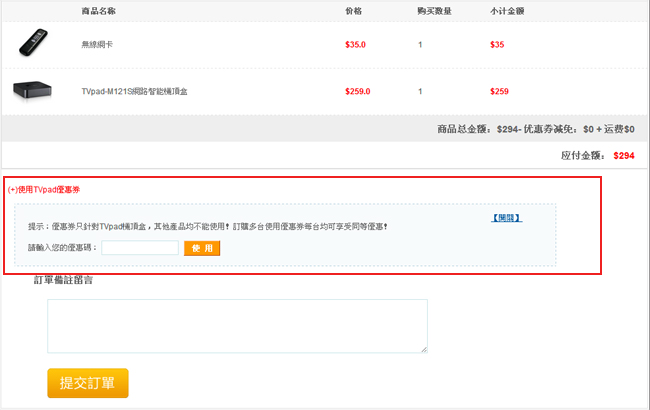 商品名称 价格 购买数量 小计金额
無線網卡 $35.0 1 $35
TVpad-M121S網路智能機頂盒 $259.0 1 $259
商品总金额：$294- 优惠券减免：$0 + 运费$0
应付金额：$294
(+)使用TVpad優惠券
【關閉】
提示：優惠券只針對TVpad機頂盒，其他產品均不能使用！訂購多台使用優惠券每台均可享受同等優惠！
請輸入您的優惠碼： 使 用
訂單備註留言
提交訂單